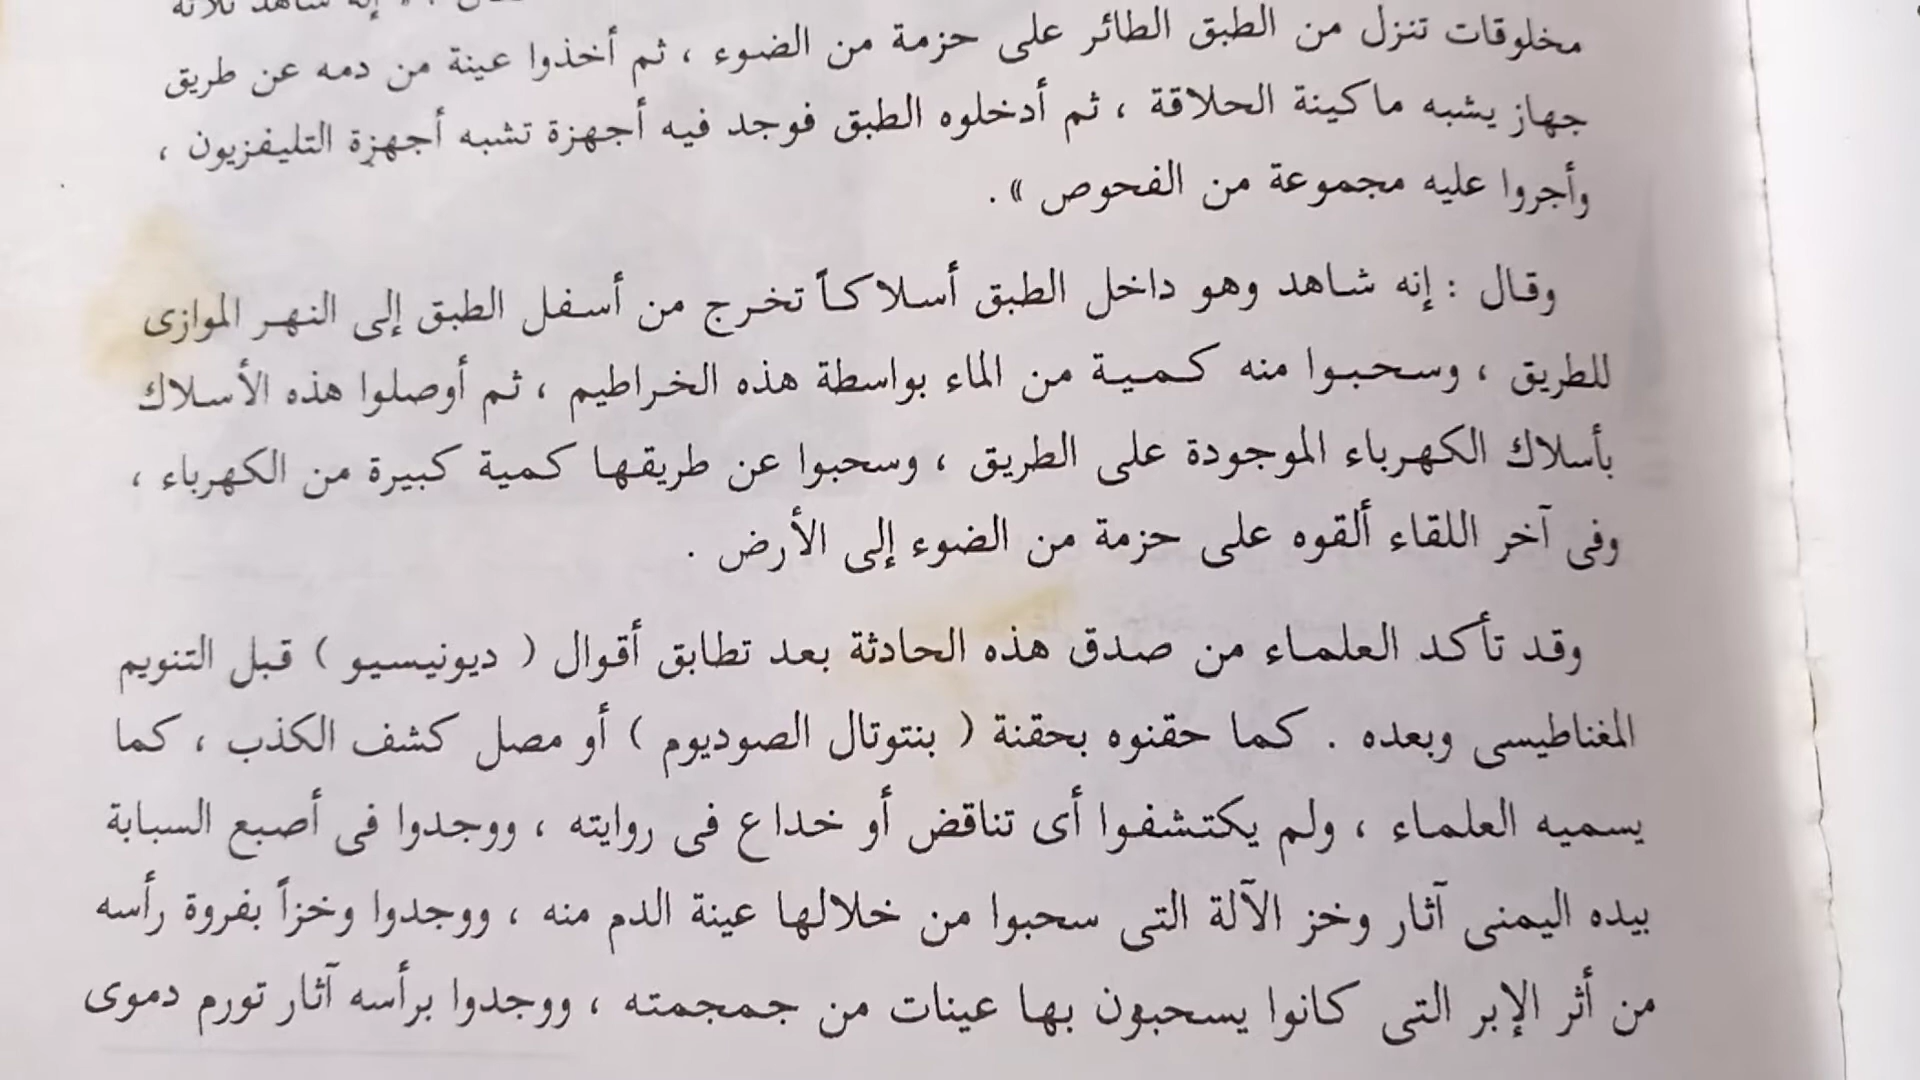 إنه شاهد ثلاثة
مخلوقات تنزل من الطبق الطائر على حزمة من الضوء ، ثم أخذوا عينة من دمه عن طريق
جهاز يشبه ماكينة الحلاقة ، ثم أدخلوه الطبق فوجد فيه أجهزة تشبه أجهزة التليفزيون ،
وأجروا عليه مجموعة من الفحوص » .
وقال : إنه شاهد وهو داخل الطبق أسلاكاً تخرج من أسفل الطبق إلى النهر الموازى
للطريق ، وسحبوا منه كمية من الماء بواسطة هذه الخراطيم ، ثم أوصلوا هذه الأسلاك
بأسلاك الكهرباء الموجودة على الطريق ، وسحبوا عن طريقها كمية كبيرة من الكهرباء ،
وفى آخر اللقاء ألقوه على حزمة من الضوء إلى الأرض .
وقد تأكد العلماء من صدق هذه الحادثة بعد تطابق أقوال ( ديونيسيو ) قبل التنويم
المغناطيسى وبعده . كما حقنوه بحقنة ( بنتوتال الصوديوم ) أو مصل كشف الكذب ، كما
يسميه العلماء ، ولم يكتشفوا أى تناقض أو خداع فى روايته ، ووجدوا فى أصبع السبابة
بيده اليمنى آثار وخز الآلة التى سحبوا من خلالها عينة الدم منه ، ووجدوا وخزاً بفروة رأسه
من أثر الإبر التى كانوا يسحبون بها عينات من جمجمته ، ووجدوا برأسه آثار تورم دموى